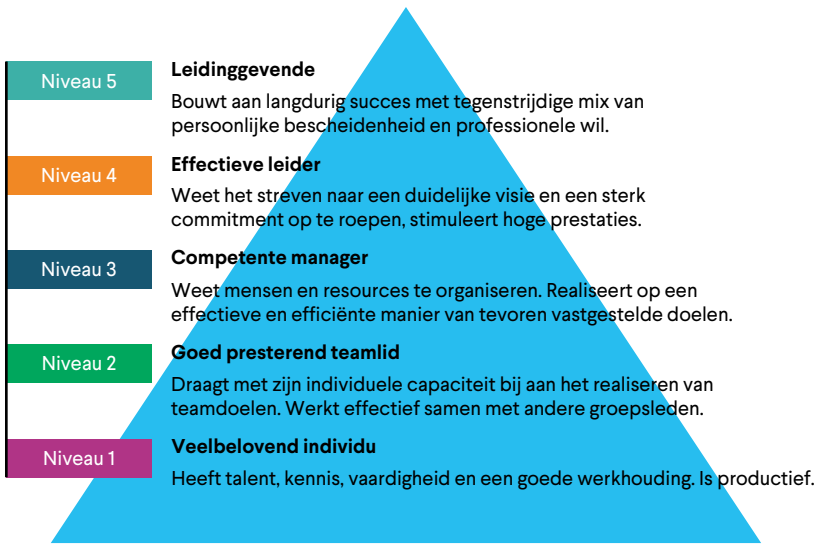 Niveau 5
Leidinggevende
Bouwt aan langdurig succes met tegenstrijdige mix van
persoonlijke bescheidenheid en professionele wil.
Niveau 4
Effectieve leider
Weet het streven naar een duidelijke visie en een sterk
commitment op te roepen, stimuleert hoge prestaties.
Niveau 3
Competente manager
Weet mensen en resources te organiseren. Realiseert op een
effectieve en efficiënte manier van tevoren vastgestelde doelen.
Niveau 2
Goed presterend teamlid
Draagt met zijn individuele capaciteit bij aan het realiseren van
teamdoelen. Werkt effectief samen met andere groepsleden.
Niveau 1
Veelbelovend individu
Heeft talent, kennis, vaardigheid en een goede werkhouding. Is productief.